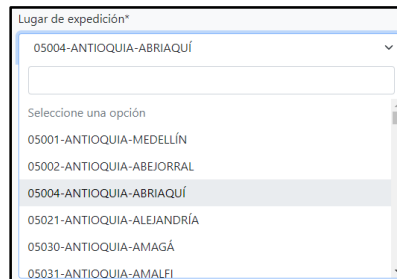 Lugar de expedición*
05004-ANTIOQUIA-ABRIAQUÍ
Seleccione una opción
05001-ANTIOQUIA-MEDELLÍN
05002-ANTIOQUIA-ABEJORRAL
05004-ANTIOQUIA-ABRIAQUÍ
05021-ANTIOQUIA-ALEJANDRÍA
05030-ANTIOQUIA-AMAGÁ
05031-ANTIOQUIA-AMALFI